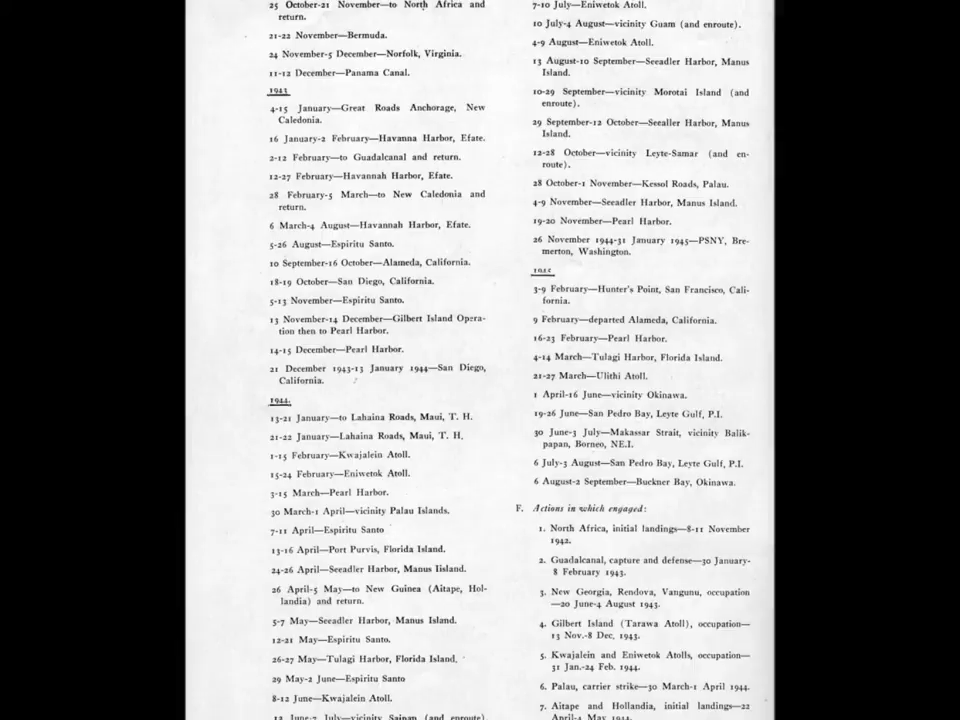 25 October-21 November—to North Africa and
return.
21-22 November—Bermuda.
24 November-5 December—Norfolk, Virginia.
11-12 December—Panama Canal.
1943
4-15 January—Great Roads Anchorage, New
Caledonia.
16 January-2 February—Havanna Harbor, Efate.
2-12 February—to Guadalcanal and return.
12-27 February—Havannah Harbor, Efate.
28 February-5 March—to New Caledonia and
return.
6 March-4 August—Havannah Harbor, Efate.
5-26 August—Espiritu Santo.
10 September-16 October—Alameda, California.
18-19 October—San Diego, California.
5-13 November—Espiritu Santo.
13 November-14 December—Gilbert Island Opera-
tion then to Pearl Harbor.
14-15 December—Pearl Harbor.
21 December 1943-13 January 1944—San Diego,
California.
1944.
13-21 January—to Lahaina Roads, Maui, T. H.
21-22 January—Lahaina Roads, Maui, T. H.
1-15 February—Kwajalein Atoll.
15-24 February—Eniwetok Atoll.
3-15 March—Pearl Harbor.
30 March-1 April—vicinity Palau Islands.
7-11 April—Espiritu Santo
13-16 April—Port Purvis, Florida Island.
24-26 April—Seeadler Harbor, Manus Iisland.
26 April-5 May—to New Guinea (Aitape, Hol-
landia) and return.
5-7 May—Seeadler Harbor, Manus Island.
12-21 May—Espiritu Santo.
26-27 May—Tulagi Harbor, Florida Island.
29 May-2 June—Espiritu Santo
8-12 June—Kwajalein Atoll.
12 June-7 July—vicinity Saipan (and enroute).
7-10 July—Eniwetok Atoll.
10 July-4 August—vicinity Guam (and enroute).
4-9 August—Eniwetok Atoll.
13 August-10 September—Seeadler Harbor, Manus
Island.
10-29 September—vicinity Morotai Island (and
enroute).
29 September-12 October—Seealler Harbor, Manus
Island.
12-28 October—vicinity Leyte-Samar (and en-
route).
28 October-1 November—Kessol Roads, Palau.
4-9 November—Seeadler Harbor, Manus Island.
19-20 November—Pearl Harbor.
26 November 1944-31 January 1945—PSNY, Bre-
merton, Washington.
3-9 February—Hunter's Point, San Francisco, Cali-
fornia.
9 February—departed Alameda, California.
16-23 February—Pearl Harbor.
4-14 March—Tulagi Harbor, Florida Island.
21-27 March—Ulithi Atoll.
1 April-16 June—vicinity Okinawa.
19-26 June—San Pedro Bay, Leyte Gulf, P.I.
30 June-3 July—Makassar Strait, vicinity Balik-
papan, Borneo, NE.I.
6 July-3 August—San Pedro Bay, Leyte Gulf, P.I.
6 August-2 September—Buckner Bay, Okinawa.
F. Actions in which engaged:
1. North Africa, initial landings—8-11 November
1942.
2. Guadalcanal, capture and defense—30 January-
8 February 1943.
3. New Georgia, Rendova, Vangunu, occupation
—20 June-4 August 1943.
4. Gilbert Island (Tarawa Atoll), occupation—
13 Nov.-8 Dec. 1943.
5. Kwajalein and Eniwetok Atolls, occupation—
31 Jan.-24 Feb. 1944.
6. Palau, carrier strike—30 March-1 April 1944.
7. Aitape and Hollandia, initial landings—22
April-4 May 1944.